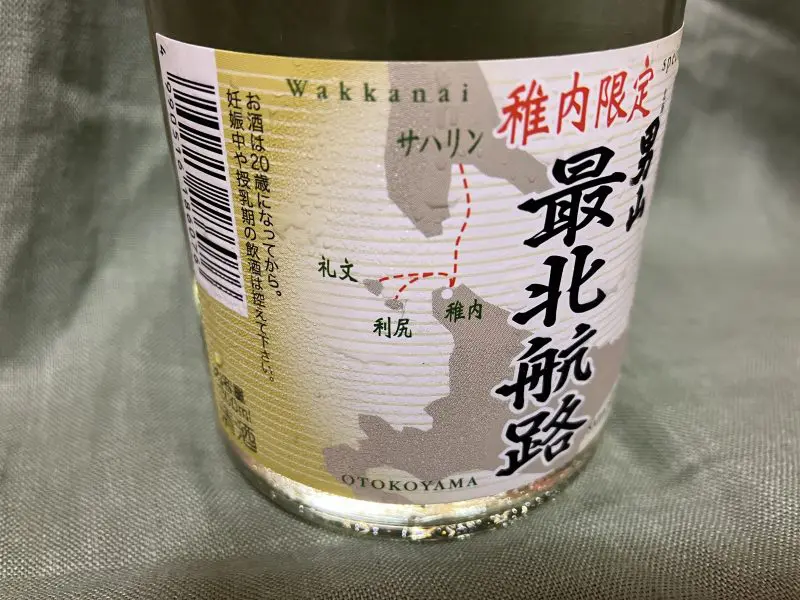 Wakkanai
稚内限定
男山
最北航路
サハリン
礼文
利尻
稚内
OTOKOYAMA
お酒は20歳になってから。
妊娠中や授乳期の飲酒は控えて下さい。